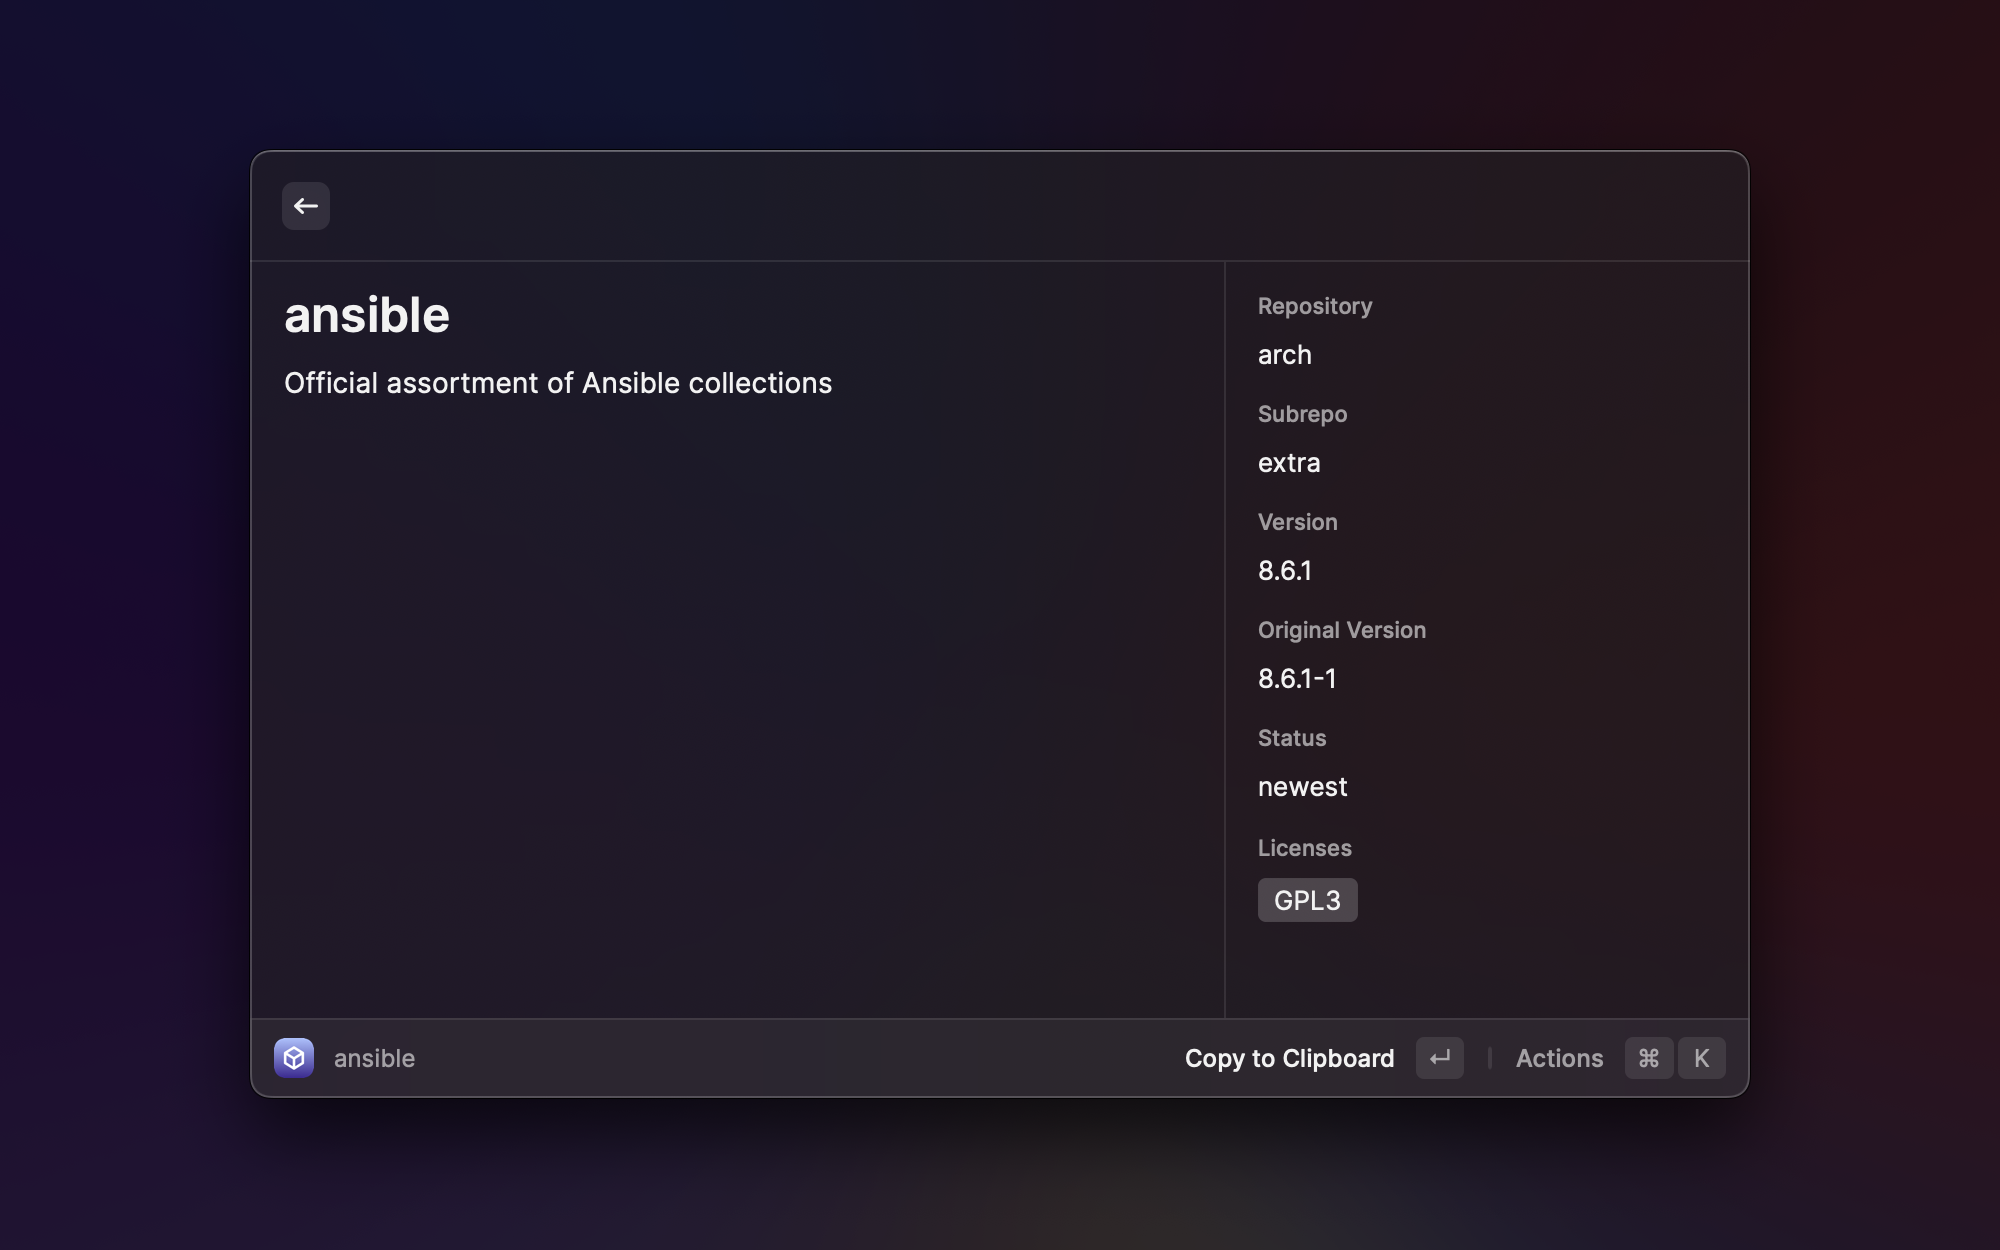 ansible
Official assortment of Ansible collections
Repository
arch
Subrepo
extra
Version
8.6.1
Original Version
8.6.1-1
Status
newest
Licenses
GPL3
ansible
Copy to Clipboard ↵ Actions ⌘ K